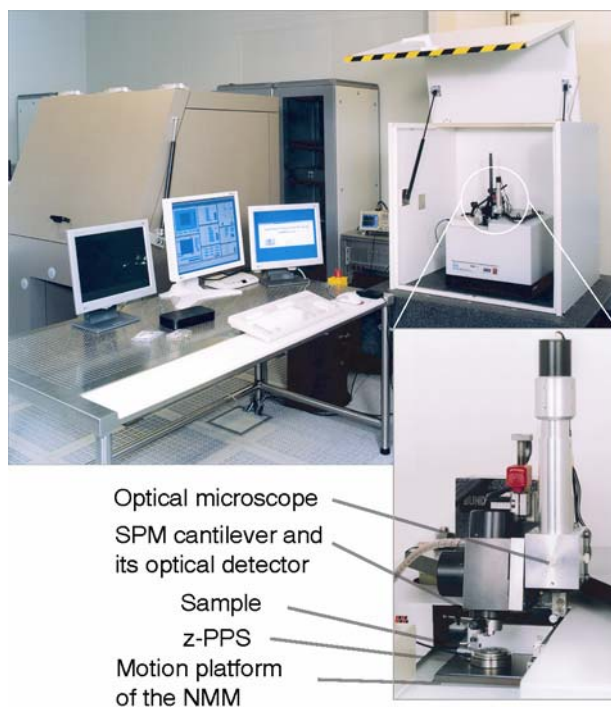 Optical microscope
SPM cantilever and
its optical detector
Sample
z-PPS
Motion platform
of the NMM